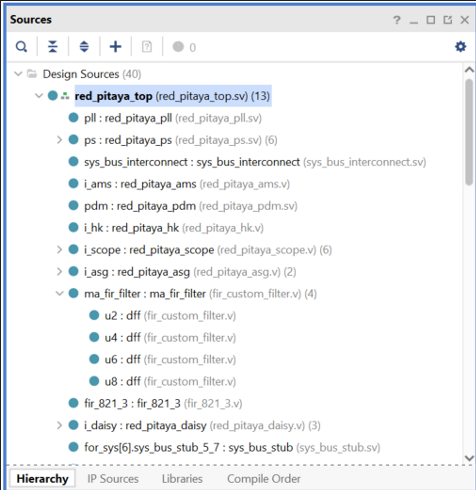 Sources
0
Design Sources (40)
red_pitaya_top (red_pitaya_top.sv) (13)
pll : red_pitaya_pll (red_pitaya_pll.sv)
ps : red_pitaya_ps (red_pitaya_ps.sv) (6)
sys_bus_interconnect : sys_bus_interconnect (sys_bus_interconnect.sv)
i_ams : red_pitaya_ams (red_pitaya_ams.v)
pdm : red_pitaya_pdm (red_pitaya_pdm.sv)
i_hk : red_pitaya_hk (red_pitaya_hk.v)
i_scope : red_pitaya_scope (red_pitaya_scope.v) (6)
i_asg : red_pitaya_asg (red_pitaya_asg.v) (2)
ma_fir_filter : ma_fir_filter (fir_custom_filter.v) (4)
u2 : dff (fir_custom_filter.v)
u4 : dff (fir_custom_filter.v)
u6 : dff (fir_custom_filter.v)
u8 : dff (fir_custom_filter.v)
fir_821_3 : fir_821_3 (fir_821_3.v)
i_daisy : red_pitaya_daisy (red_pitaya_daisy.v) (3)
for_sys[6].sys_bus_stub_5_7 : sys_bus_stub (sys_bus_stub.sv)
Hierarchy IP Sources Libraries Compile Order